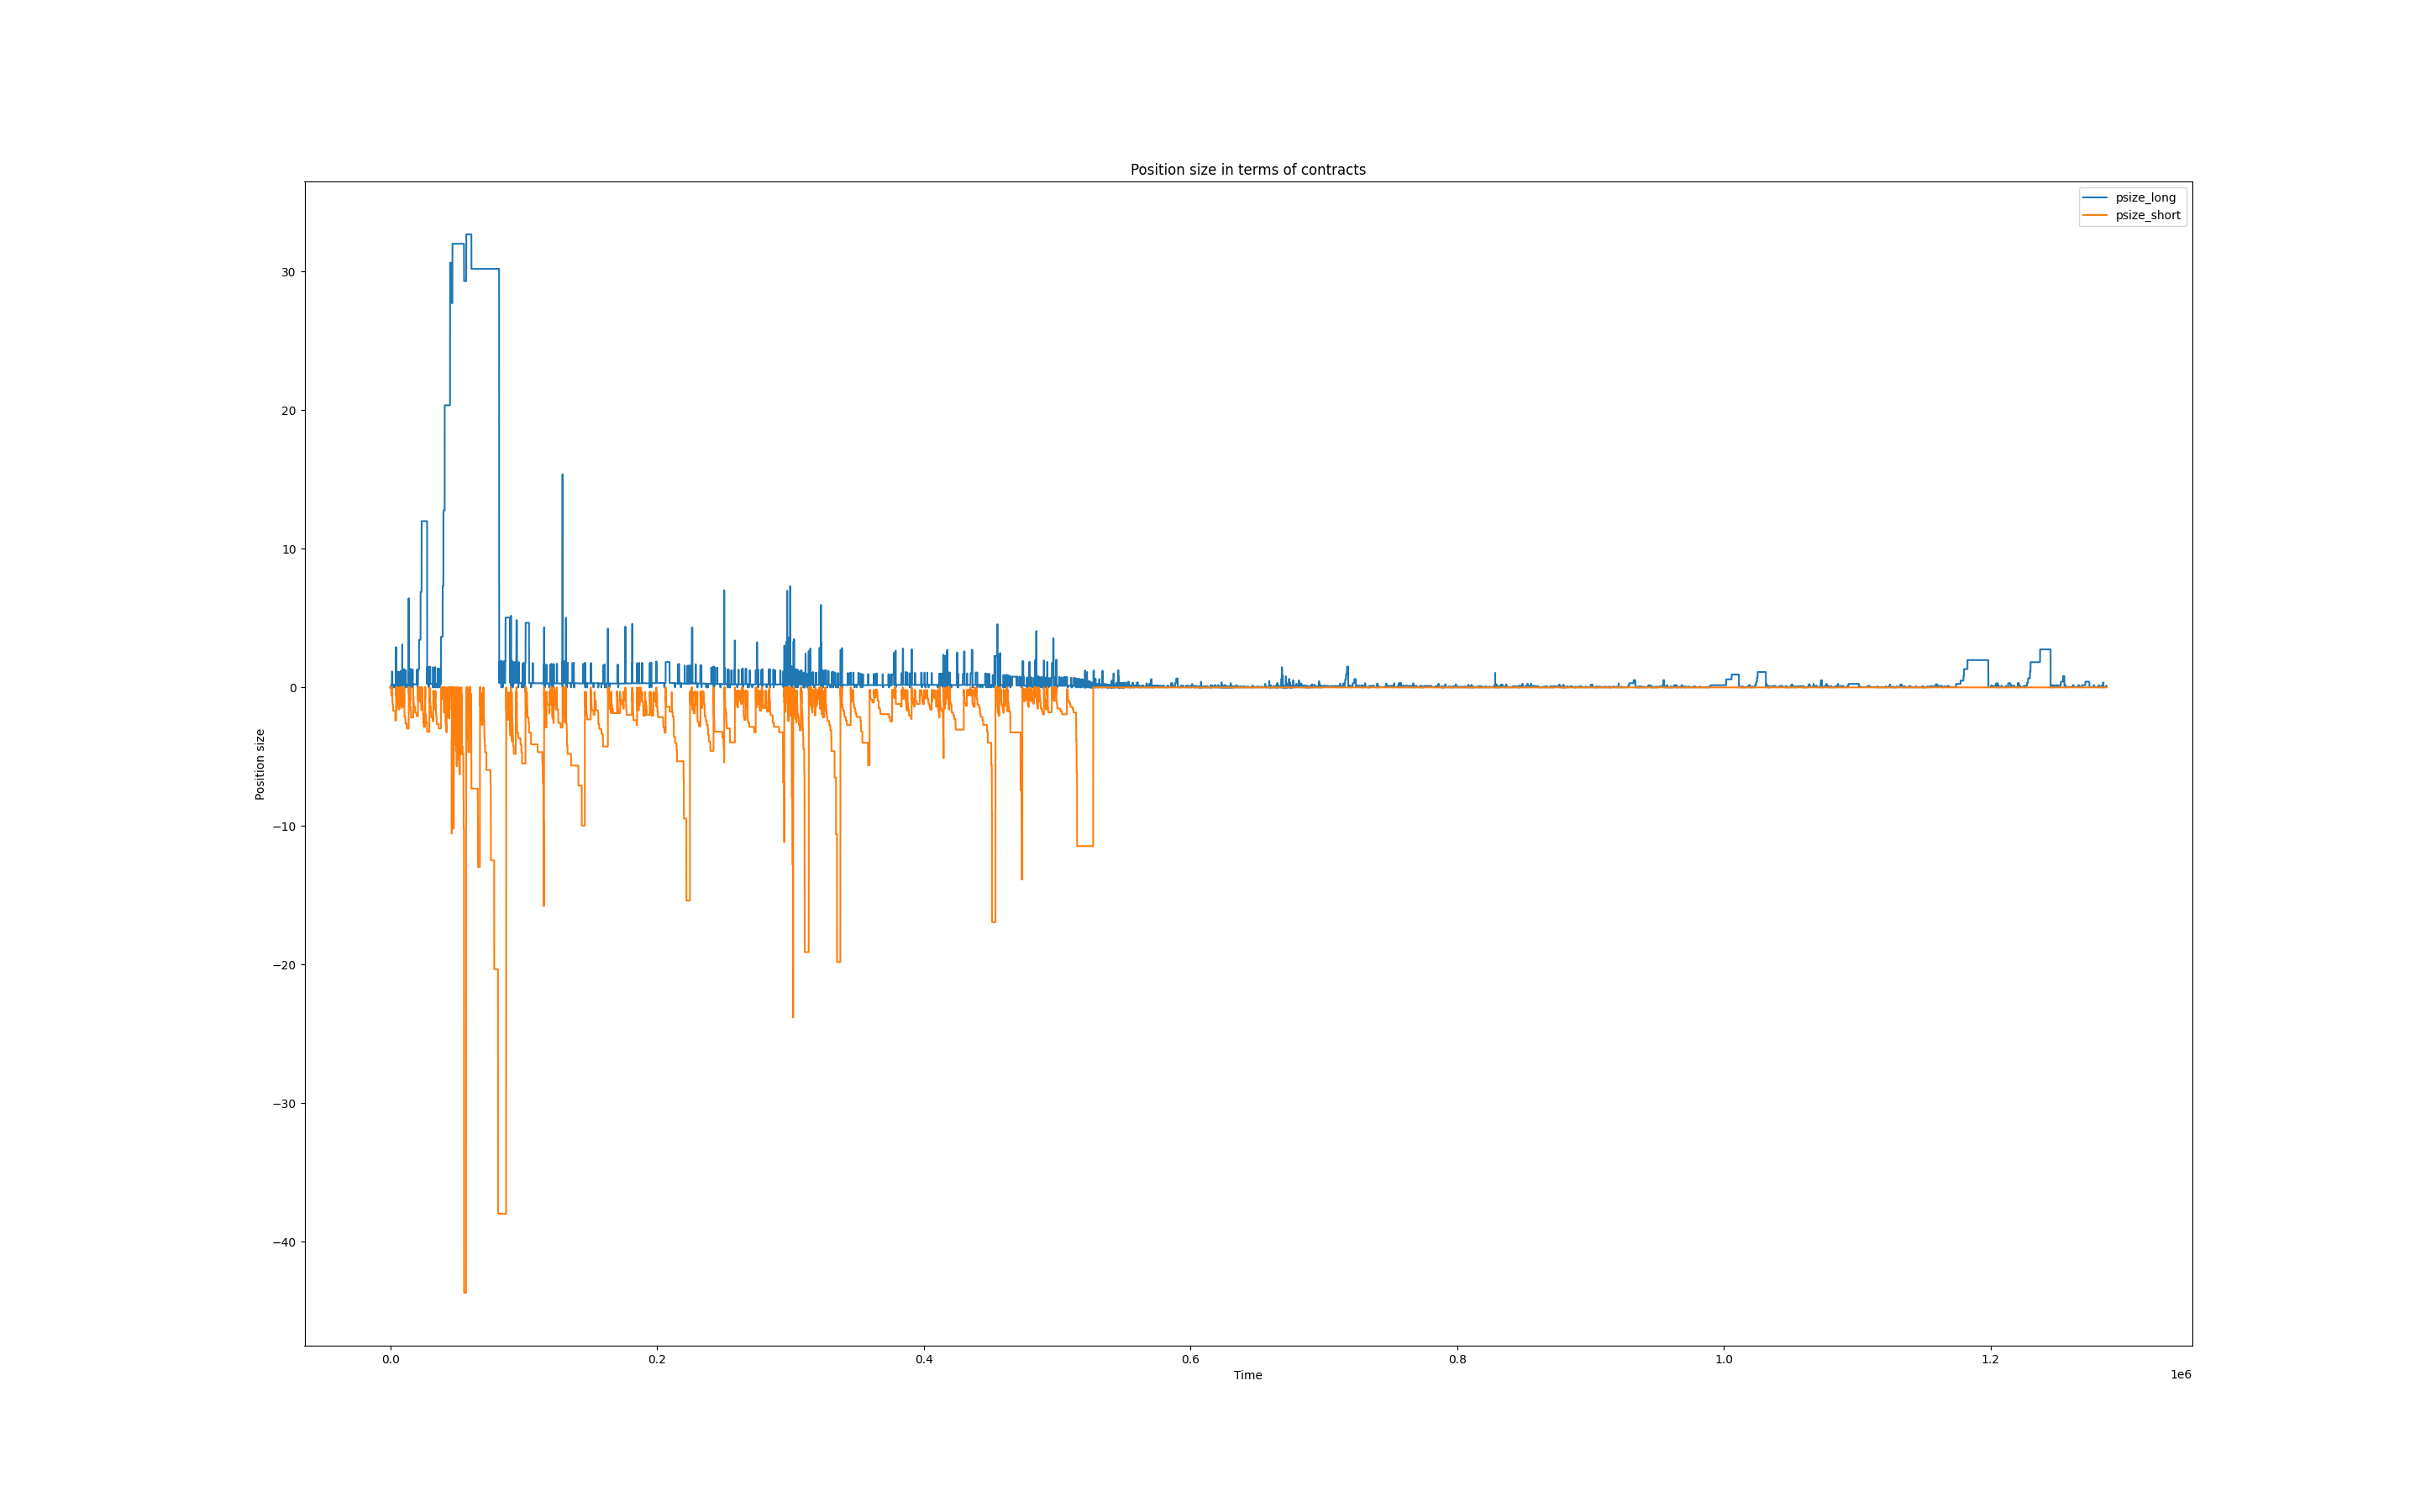 Position size in terms of contracts
psize_long
psize_short
Position size
30
20
10
0
−10
−20
−30
−40
0.0
0.2
0.4
0.6
0.8
1.0
1.2
Time
1e6